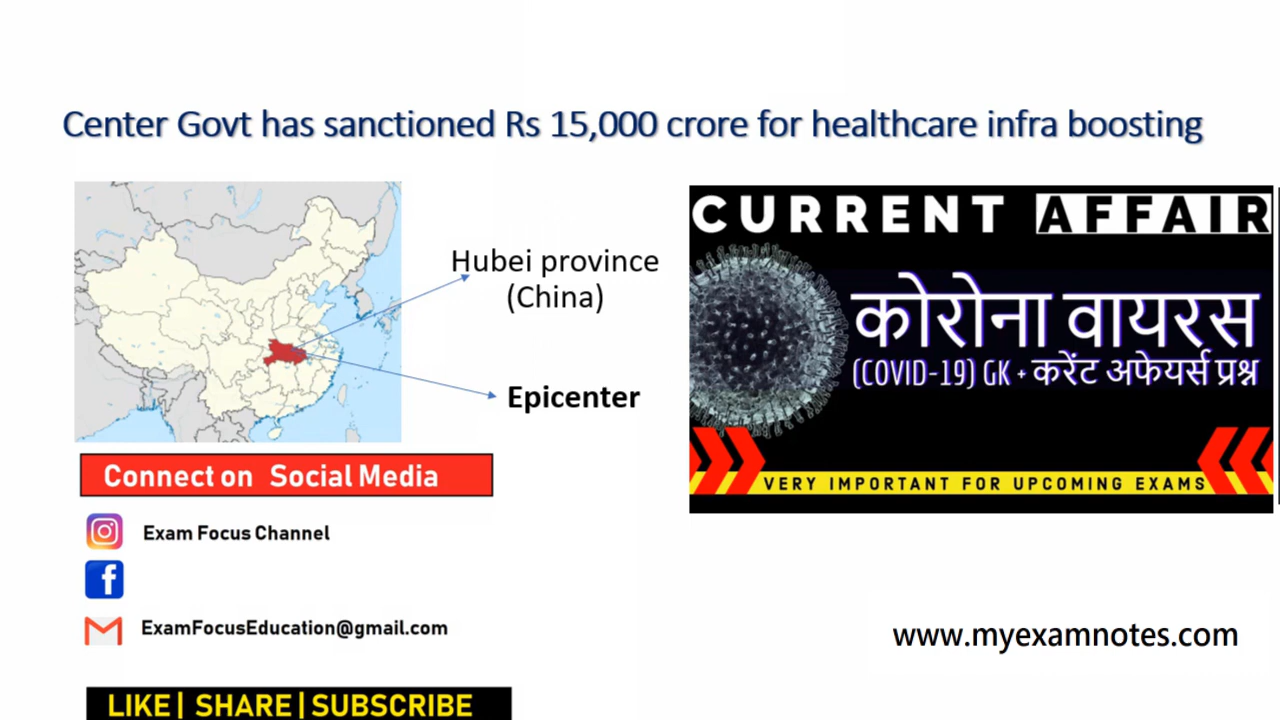 Center Govt has sanctioned Rs 15,000 crore for healthcare infra boosting
Hubei province
(China)
Epicenter
Connect on Social Media
Exam Focus Channel
ExamFocusEducation@gmail.com
LIKE| SHARE|SUBSCRIBE
CURRENT AFFAIR
कोरोना वायरस
(COVID-19) GK + करेंट अफेयर्स प्रश्न
VERY IMPORTANT FOR UPCOMING EXAMS
www.myexamnotes.com